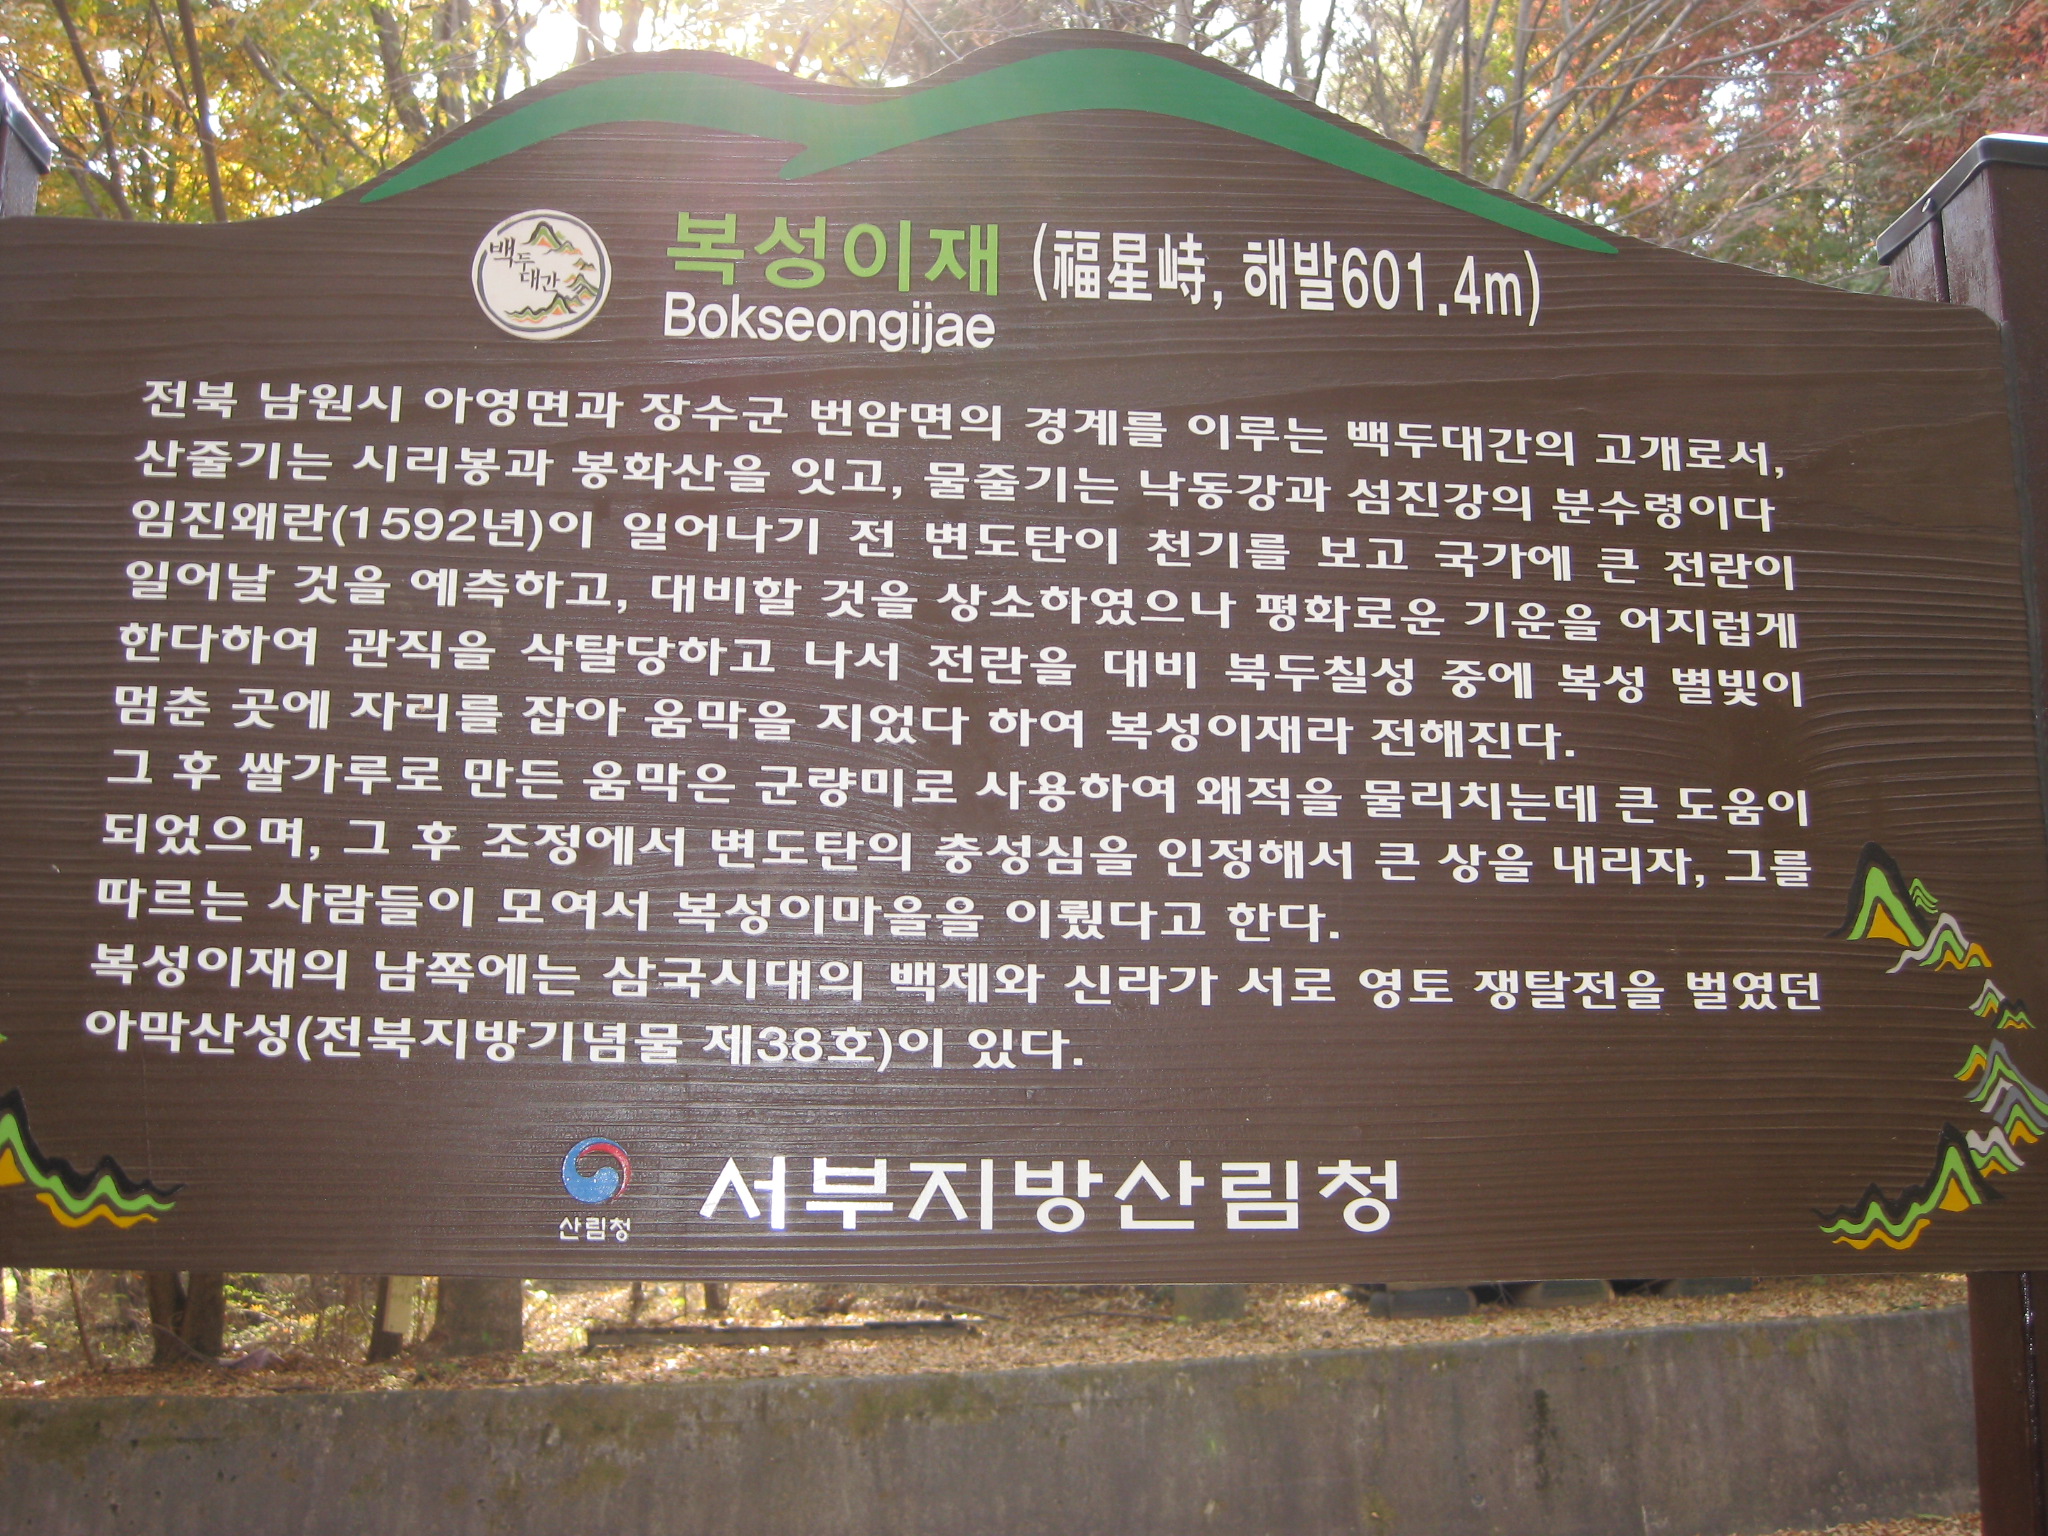 백두대간
복성이재 (福星峙, 해발601.4m)
Bokseongijae
전북 남원시 아영면과 장수군 번암면의 경계를 이루는 백두대간의 고개로서,
산줄기는 시리봉과 봉화산을 잇고, 물줄기는 낙동강과 섬진강의 분수령이다
임진왜란(1592년)이 일어나기 전 변도탄이 천기를 보고 국가에 큰 전란이
일어날 것을 예측하고, 대비할 것을 상소하였으나 평화로운 기운을 어지럽게
한다하여 관직을 삭탈당하고 나서 전란을 대비 북두칠성 중에 복성 별빛이
멈춘 곳에 자리를 잡아 움막을 지었다 하여 복성이재라 전해진다.
그 후 쌀가루로 만든 움막은 군량미로 사용하여 왜적을 물리치는데 큰 도움이
되었으며, 그 후 조정에서 변도탄의 충성심을 인정해서 큰 상을 내리자, 그를
따르는 사람들이 모여서 복성이마을을 이뤘다고 한다.
복성이재의 남쪽에는 삼국시대의 백제와 신라가 서로 영토 쟁탈전을 벌였던
아막산성(전북지방기념물 제38호)이 있다.
산림청
서부지방산림청